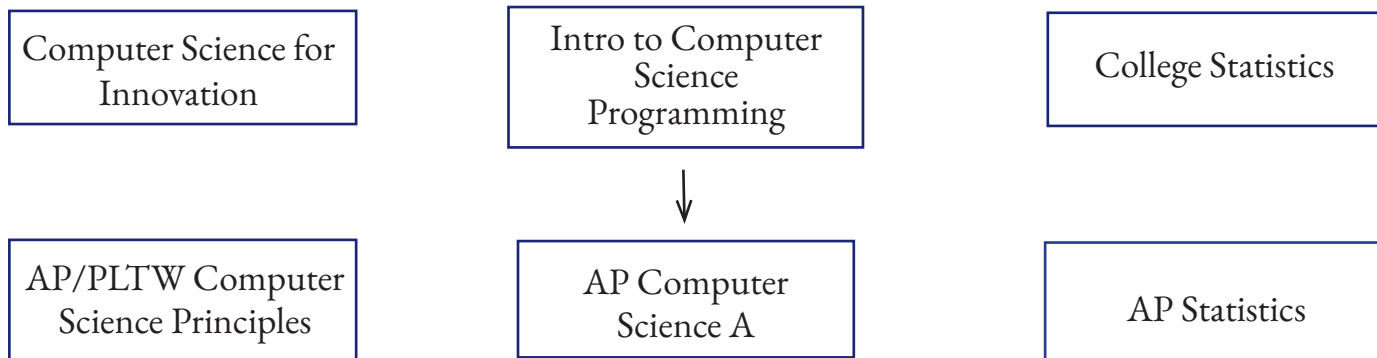 Computer Science for
Innovation
Intro to Computer
Science
Programming
College Statistics
AP/PLTW Computer
Science Principles
AP Computer
Science A
AP Statistics